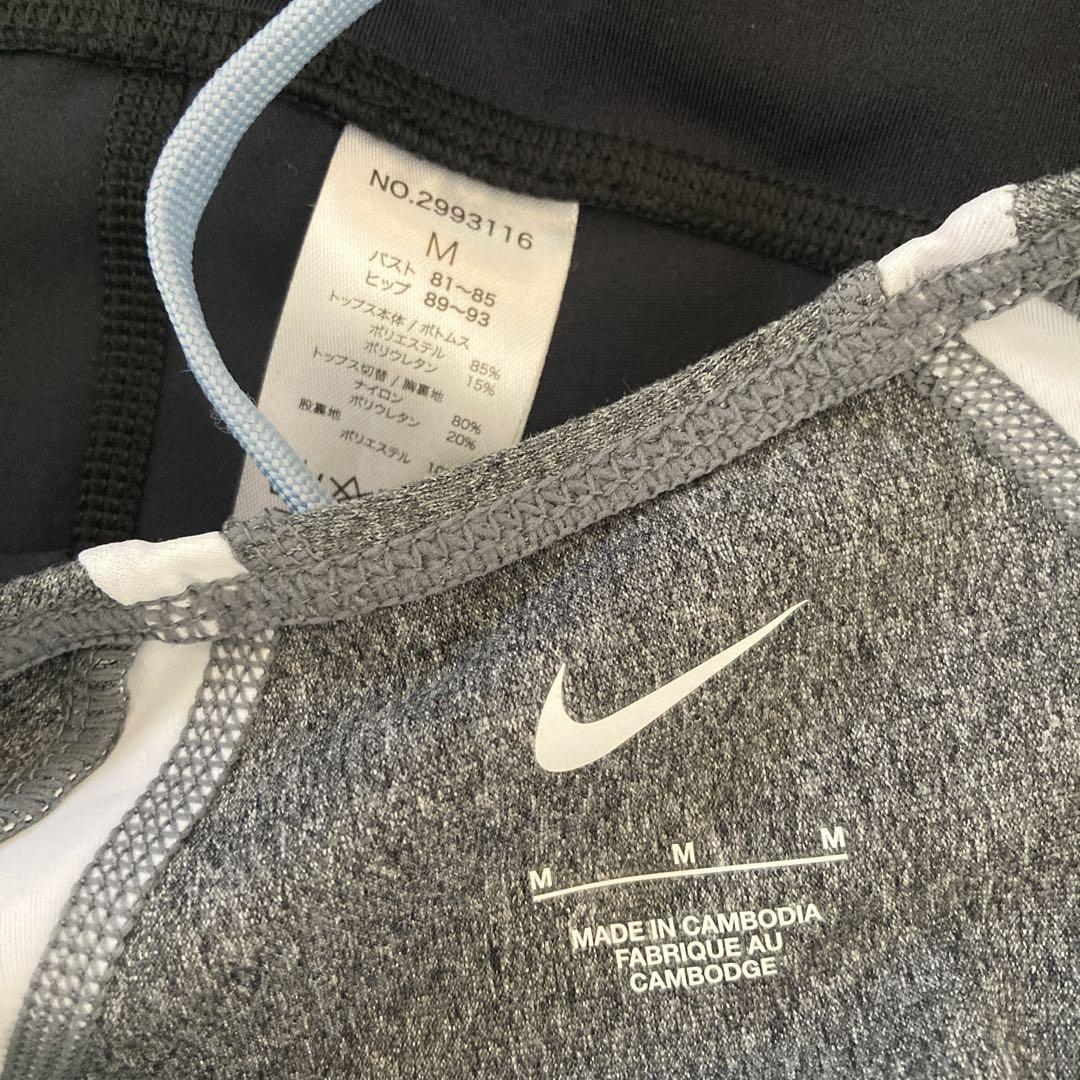 NO.2993116
M
バスト 81~85
ヒップ 89~93
トップス本体 / ボトムス
ポリエステル 85%
ポリウレタン 15%
トップス切替 / 胸裏地
ナイロン 80%
ポリウレタン 20%
股裏地
ポリエステル
M M M
MADE IN CAMBODIA
FABRIQUE AU
CAMBODGE